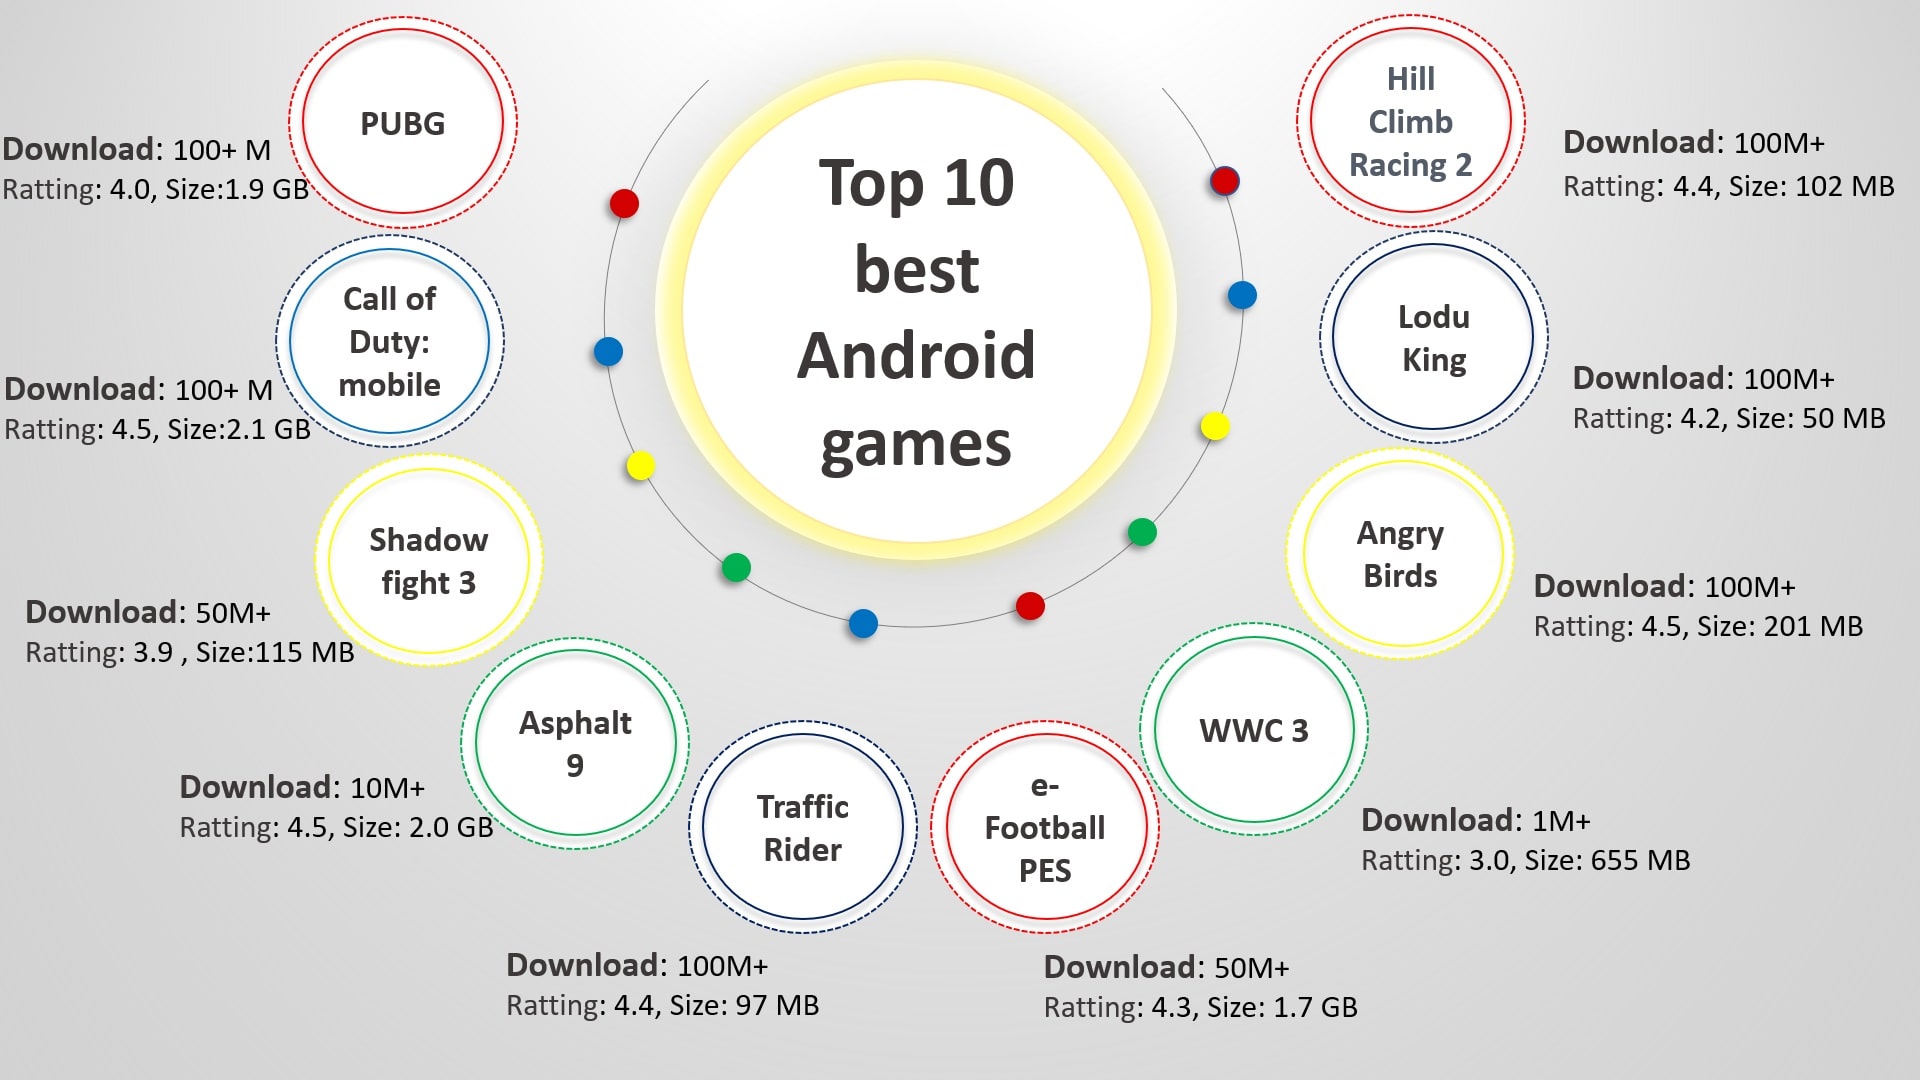 Top 10
best
Android
games
PUBG
Download: 100+ M
Ratting: 4.0, Size:1.9 GB
Call of
Duty:
mobile
Download: 100+ M
Ratting: 4.5, Size:2.1 GB
Shadow
fight 3
Download: 50M+
Ratting: 3.9 , Size:115 MB
Asphalt
9
Download: 10M+
Ratting: 4.5, Size: 2.0 GB
Traffic
Rider
Download: 100M+
Ratting: 4.4, Size: 97 MB
e-
Football
PES
Download: 50M+
Ratting: 4.3, Size: 1.7 GB
WWC 3
Download: 1M+
Ratting: 3.0, Size: 655 MB
Angry
Birds
Download: 100M+
Ratting: 4.5, Size: 201 MB
Lodu
King
Download: 100M+
Ratting: 4.2, Size: 50 MB
Hill
Climb
Racing 2
Download: 100M+
Ratting: 4.4, Size: 102 MB